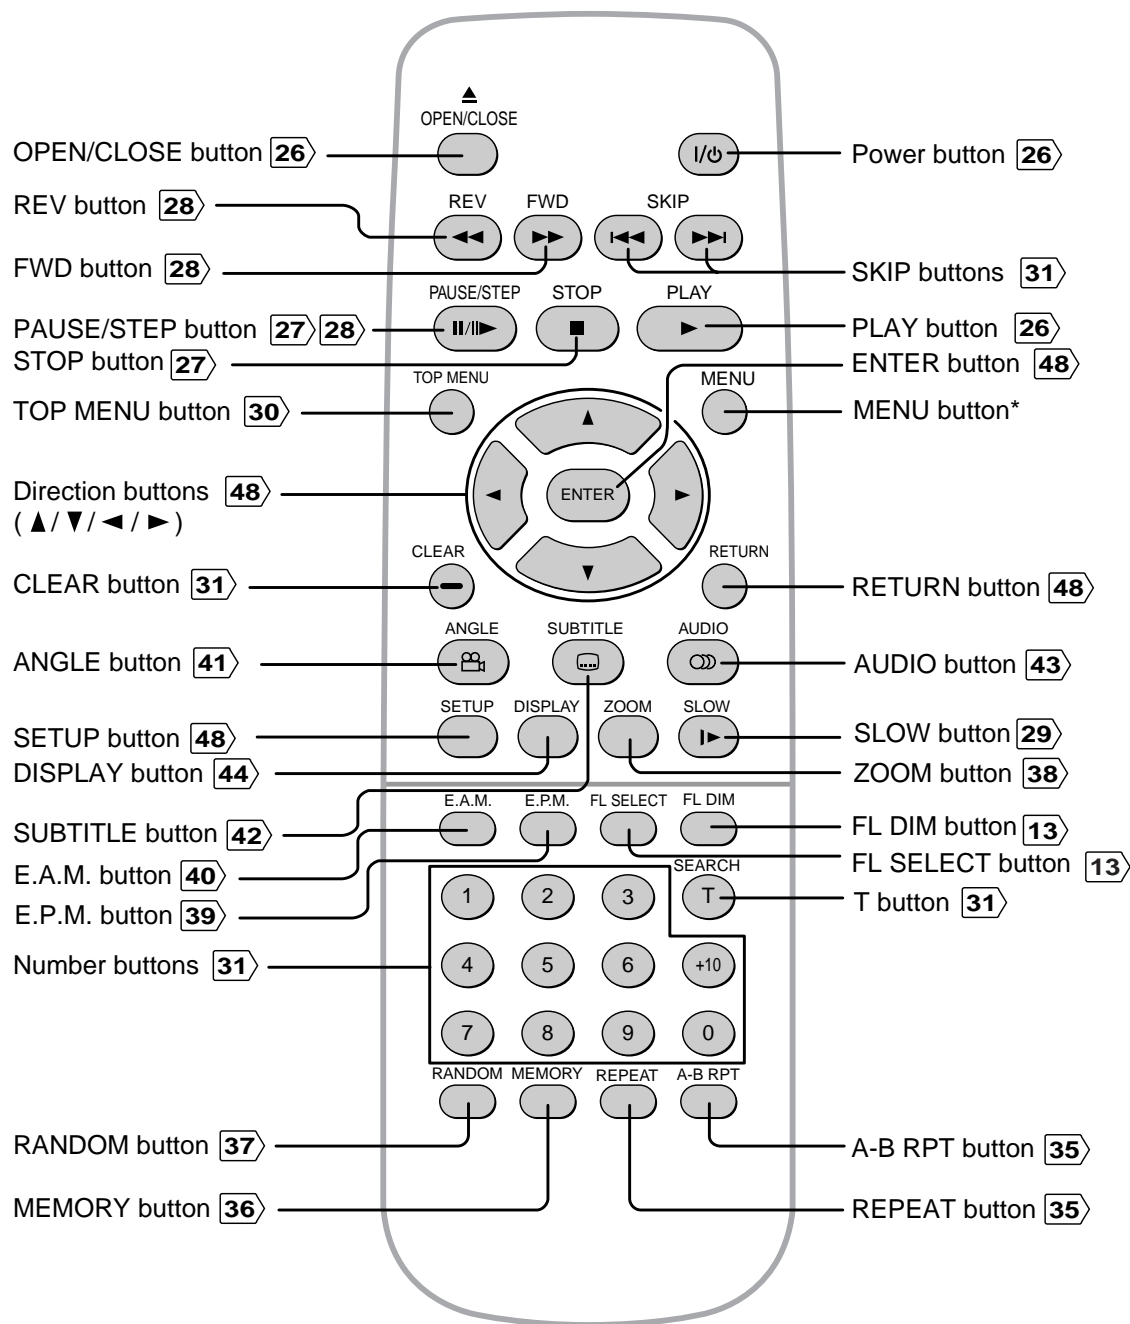 OPEN/CLOSE
OPEN/CLOSE button 26
I/
Power button 26
REV button 28
REV FWD SKIP
FWD button 28
SKIP buttons 31
PAUSE/STEP STOP PLAY
PAUSE/STEP button 27 28
PLAY button 26
STOP button 27
ENTER button 48
TOP MENU
MENU
TOP MENU button 30
MENU button*
Direction buttons 48
( ▲ / ▼ / ◄ / ► )
ENTER
CLEAR
RETURN
CLEAR button 31
RETURN button 48
ANGLE SUBTITLE AUDIO
ANGLE button 41
AUDIO button 43
SETUP DISPLAY ZOOM SLOW
SETUP button 48
SLOW button 29
DISPLAY button 44
ZOOM button 38
E.A.M. E.P.M. FL SELECT FL DIM
SUBTITLE button 42
FL DIM button 13
FL SELECT button 13
E.A.M. button 40
SEARCH
1 2 3 T
T button 31
E.P.M. button 39
Number buttons 31
4 5 6 +10
7 8 9 0
RANDOM MEMORY REPEAT A-B RPT
RANDOM button 37
A-B RPT button 35
MEMORY button 36
REPEAT button 35